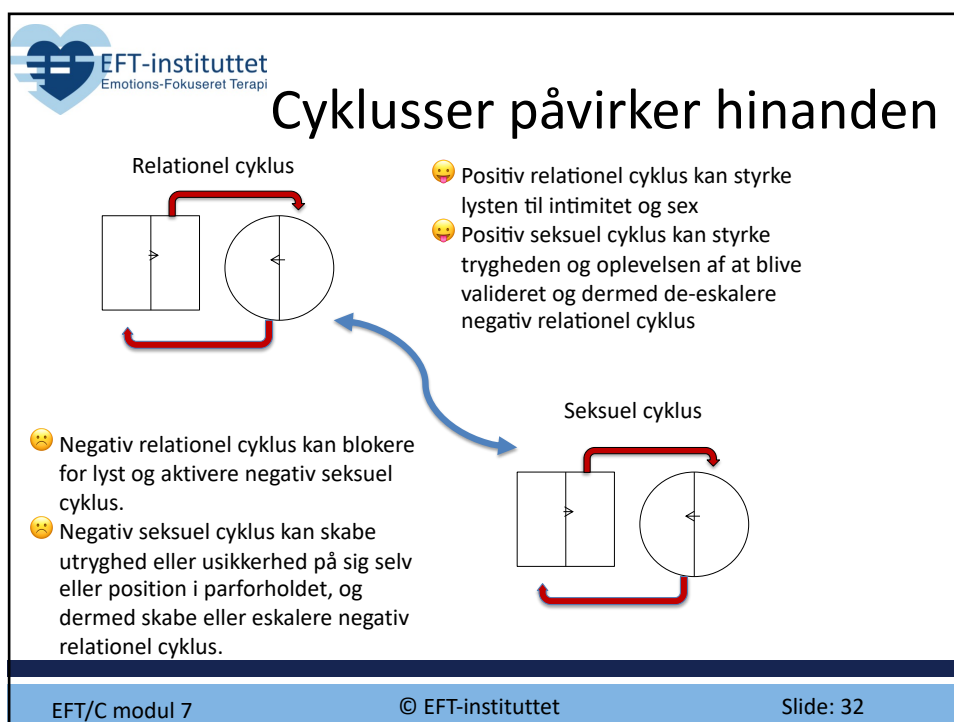 EFT-instituttet
Emotions-Fokuseret Terapi
Cyklusser påvirker hinanden
Relationel cyklus
😛 Positiv relationel cyklus kan styrke
lysten til intimitet og sex
😛 Positiv seksuel cyklus kan styrke
trygheden og oplevelsen af at blive
valideret og dermed de-eskalere
negativ relationel cyklus
Seksuel cyklus
🙁 Negativ relationel cyklus kan blokere
for lyst og aktivere negativ seksuel
cyklus.
🙁 Negativ seksuel cyklus kan skabe
utryghed eller usikkerhed på sig selv
eller position i parforholdet, og
dermed skabe eller eskalere negativ
relationel cyklus.
EFT/C modul 7
© EFT-instituttet
Slide: 32